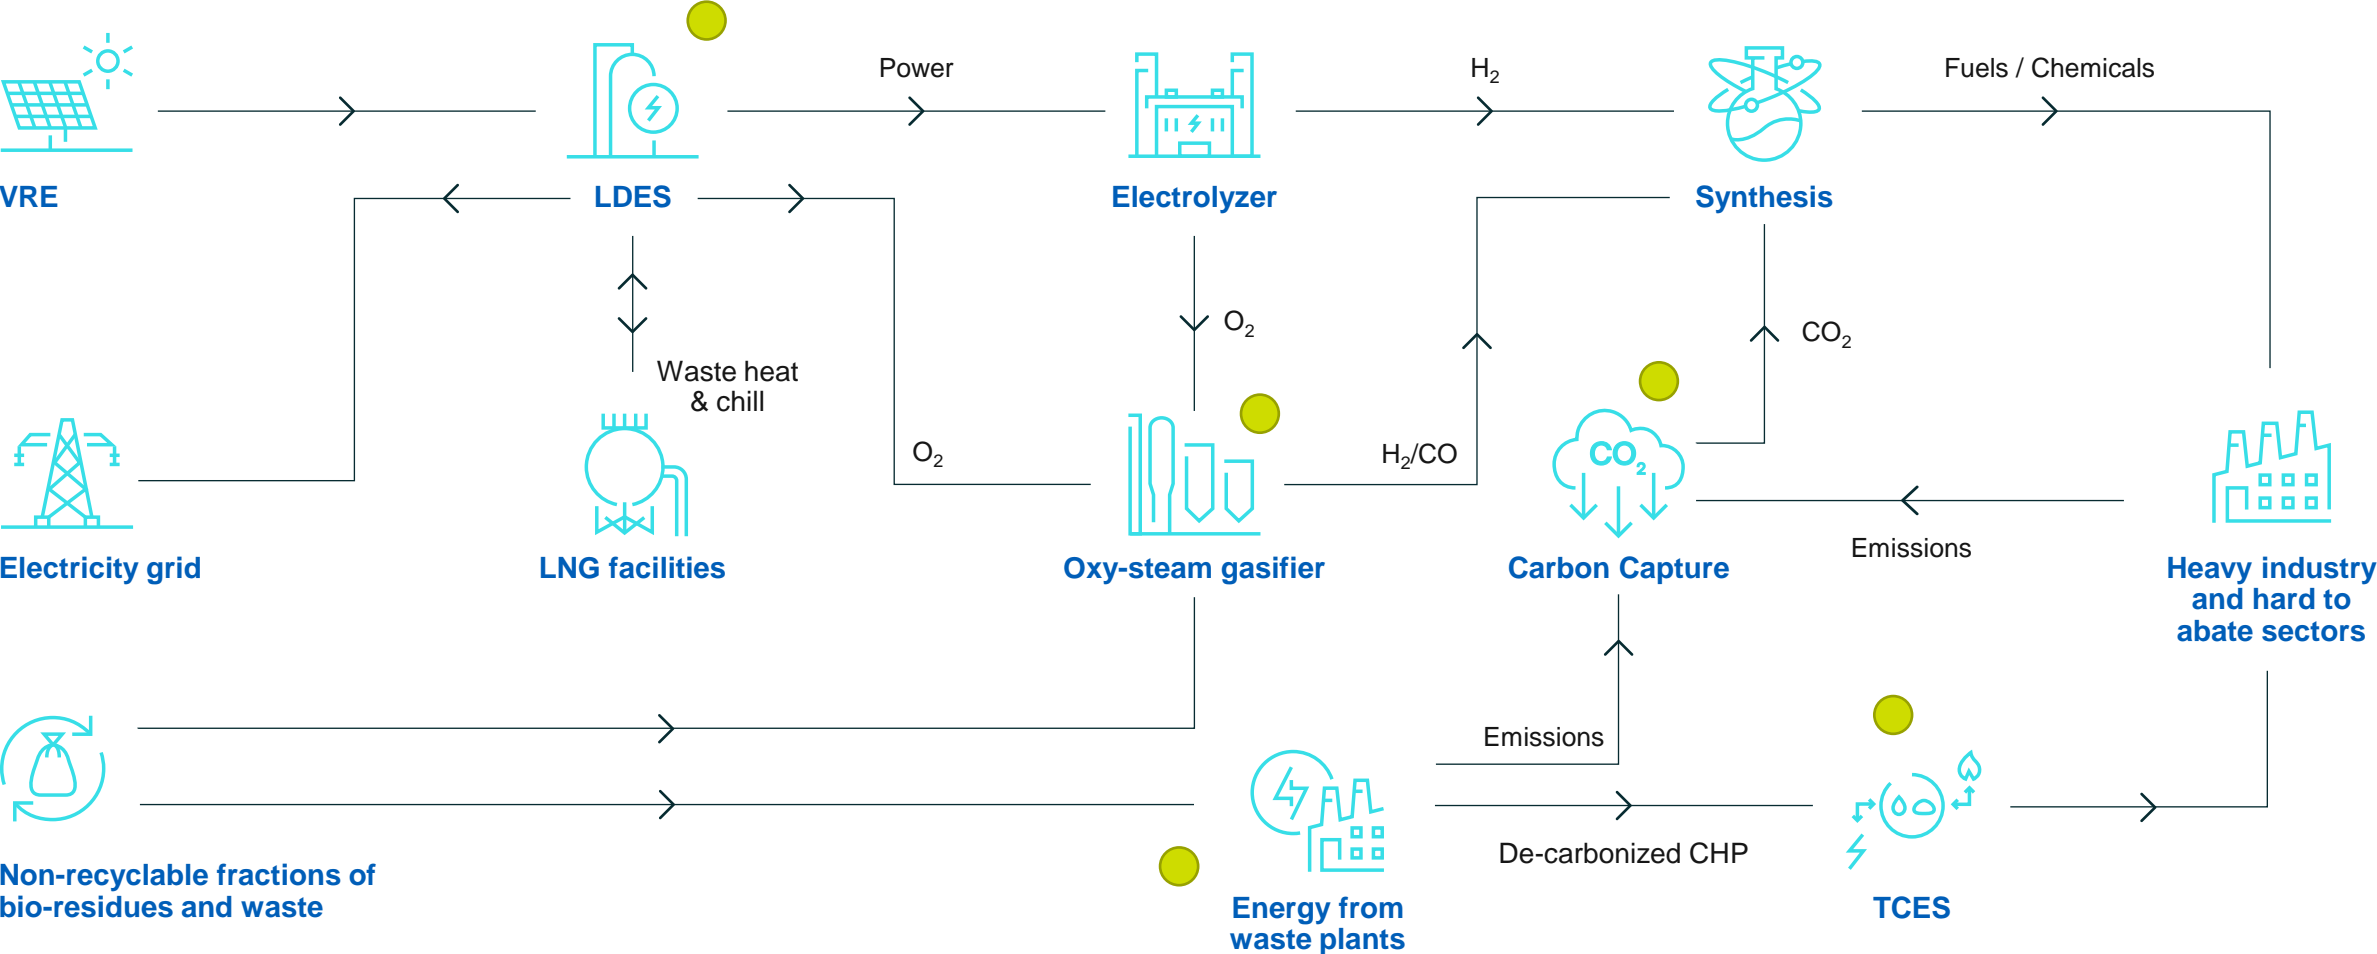 Power
H₂
Fuels / Chemicals
VRE
LDES
Electrolyzer
Synthesis
O₂
CO₂
Waste heat
& chill
O₂
H₂/CO
CO₂
Emissions
Electricity grid
LNG facilities
Oxy-steam gasifier
Carbon Capture
Heavy industry
and hard to
abate sectors
Emissions
De-carbonized CHP
Non-recyclable fractions of
bio-residues and waste
Energy from
waste plants
TCES